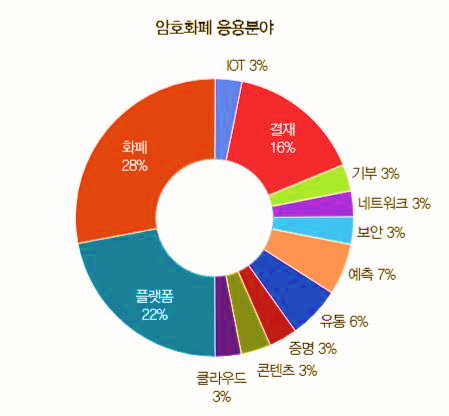 암호화폐 응용분야
IOT 3%
결재
16%
기부 3%
네트워크 3%
보안 3%
예측 7%
유통 6%
증명 3%
콘텐츠 3%
클라우드
3%
플랫폼
22%
화폐
28%